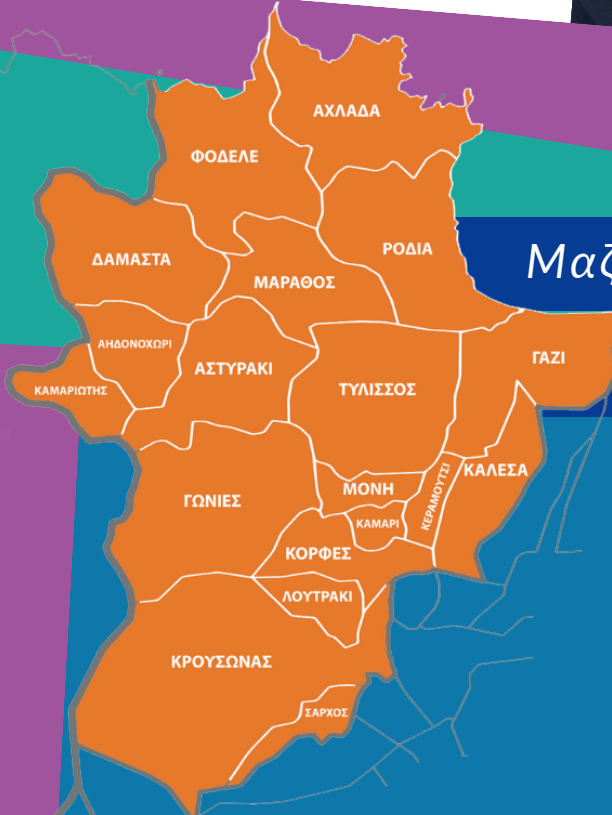 ΑΧΛΑΔΑ
ΦΟΔΕΛΕ
ΡΟΔΙΑ
Μαζ
ΔΑΜΑΣΤΑ
ΜΑΡΑΘΟΣ
ΑΗΔΟΝΟΧΩΡΙ
ΓΑΖΙ
ΑΣΤΥΡΑΚΙ
ΚΑΜΑΡΙΩΤΗΣ
ΤΥΛΙΣΣΟΣ
ΚΑΛΕΣΑ
ΜΟΝΗ
ΚΕΡΑΜΟΥΤΣΙ
ΓΩΝΙΕΣ
ΚΑΜΑΡΙ
ΚΟΡΦΕΣ
ΛΟΥΤΡΑΚΙ
ΚΡΟΥΣΩΝΑΣ
ΣΑΡΧΟΣ